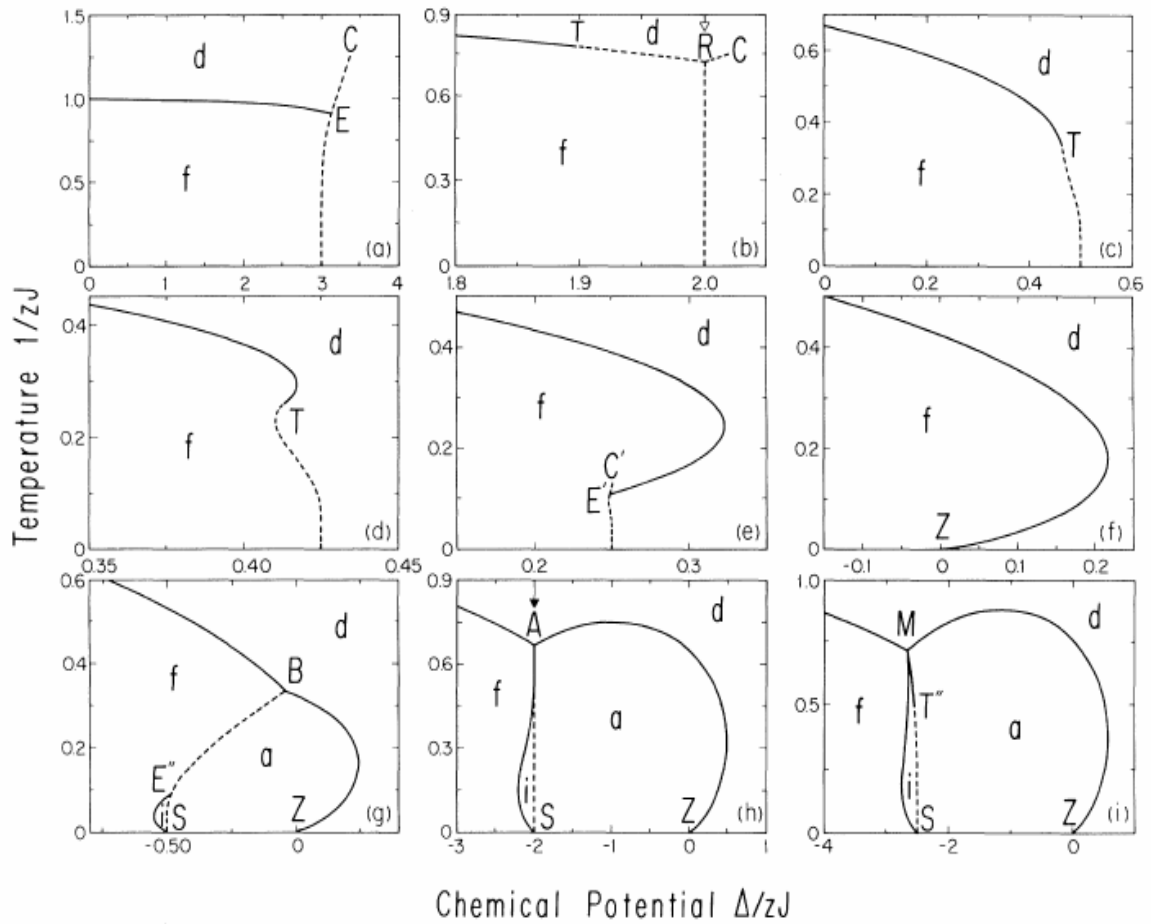 Temperature 1/zJ
1.5
1.0
0.5
0
d
C
E
f
(a)
0 1 2 3 4
0.9
0.6
0.3
0
T
d
R
C
f
(b)
1.8 1.9 2.0
0.6
0.4
0.2
0
d
T
f
(c)
0 0.2 0.4 0.6
0.4
0.2
0
d
T
f
(d)
0.35 0.40 0.45
0.4
0.2
0
d
f
C'
E'
(e)
0.2 0.3
0.4
0.2
0
d
f
Z
(f)
-0.1 0 0.1 0.2
0.6
0.4
0.2
0
d
f
B
a
E"
i
S
Z
(g)
-0.50 0
0.9
0.6
0.3
0
A
d
f
a
i
S
Z
(h)
-3 -2 -1 0 1
1.0
0.5
0
M
d
f
T"
a
i
S
Z
(i)
-4 -2 0
Chemical Potential Δ/zJ